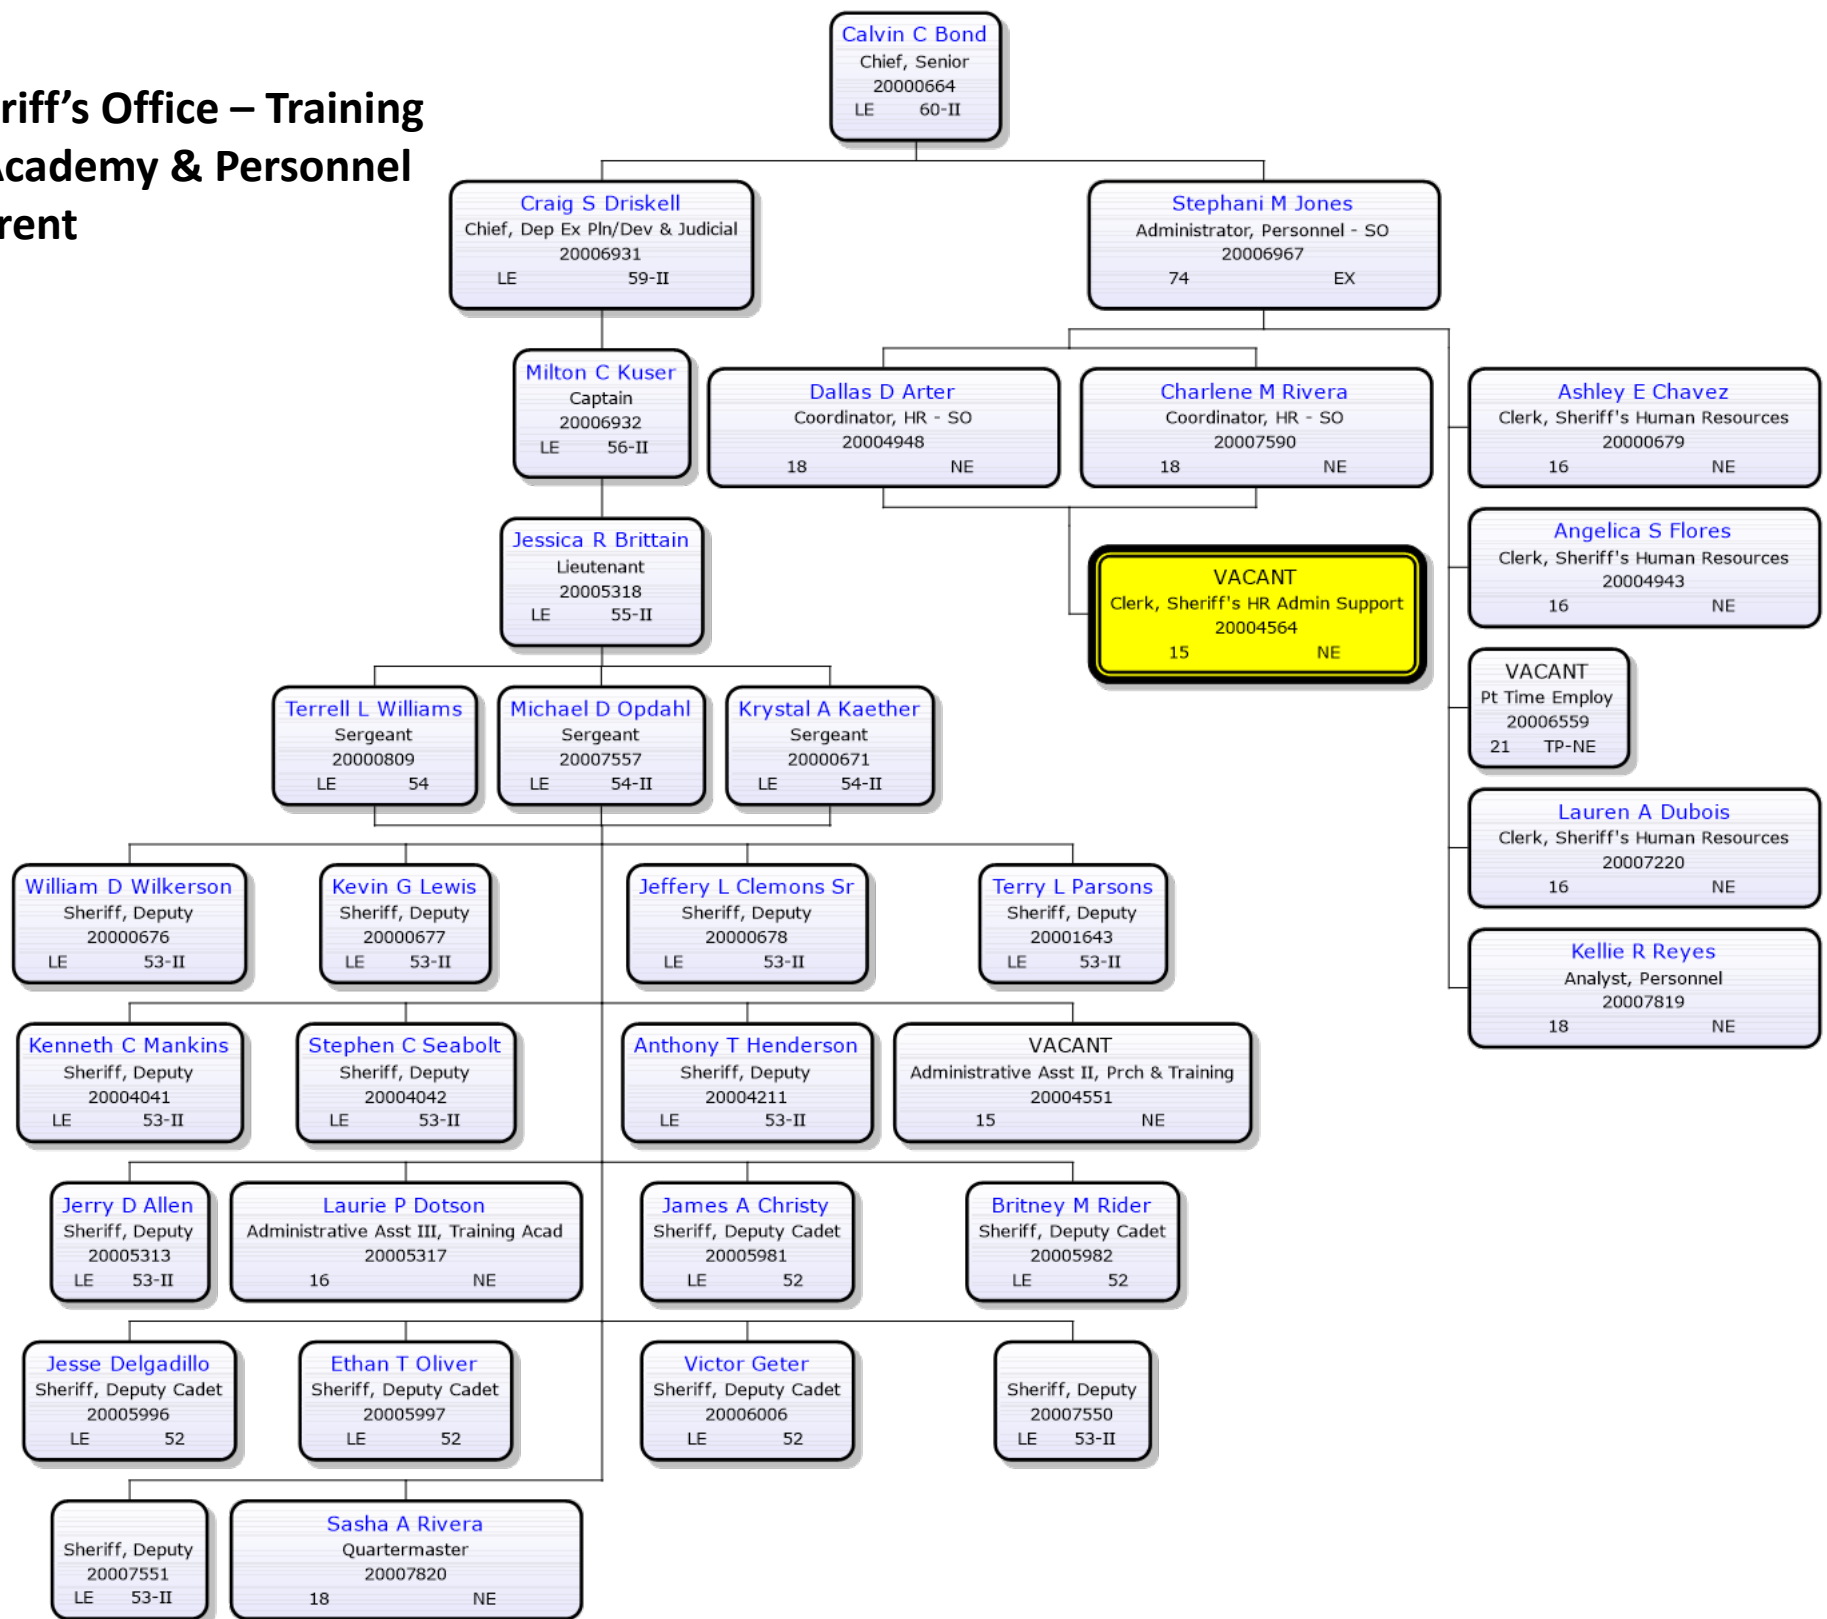 riff’s Office – Training
Academy & Personnel
rent
Calvin C Bond
Chief, Senior
20000664
LE 60-II
Craig S Driskell
Chief, Dep Ex Pln/Dev & Judicial
20006931
LE 59-II
Stephani M Jones
Administrator, Personnel - SO
20006967
74 EX
Milton C Kuser
Captain
20006932
LE 56-II
Dallas D Arter
Coordinator, HR - SO
20004948
18 NE
Charlene M Rivera
Coordinator, HR - SO
20007590
18 NE
Ashley E Chavez
Clerk, Sheriff's Human Resources
20000679
16 NE
Jessica R Brittain
Lieutenant
20005318
LE 55-II
VACANT
Clerk, Sheriff's HR Admin Support
20004564
15 NE
Angelica S Flores
Clerk, Sheriff's Human Resources
20004943
16 NE
VACANT
Pt Time Employ
20006559
21 TP-NE
Lauren A Dubois
Clerk, Sheriff's Human Resources
20007220
16 NE
Kellie R Reyes
Analyst, Personnel
20007819
18 NE
Terrell L Williams
Sergeant
20000809
LE 54
Michael D Opdahl
Sergeant
20007557
LE 54-II
Krystal A Kaether
Sergeant
20000671
LE 54-II
William D Wilkerson
Sheriff, Deputy
20000676
LE 53-II
Kevin G Lewis
Sheriff, Deputy
20000677
LE 53-II
Jeffery L Clemons Sr
Sheriff, Deputy
20000678
LE 53-II
Terry L Parsons
Sheriff, Deputy
20001643
LE 53-II
Kenneth C Mankins
Sheriff, Deputy
20004041
LE 53-II
Stephen C Seabolt
Sheriff, Deputy
20004042
LE 53-II
Anthony T Henderson
Sheriff, Deputy
20004211
LE 53-II
VACANT
Administrative Asst II, Prch & Training
20004551
15 NE
Jerry D Allen
Sheriff, Deputy
20005313
LE 53-II
Laurie P Dotson
Administrative Asst III, Training Acad
20005317
16 NE
James A Christy
Sheriff, Deputy Cadet
20005981
LE 52
Britney M Rider
Sheriff, Deputy Cadet
20005982
LE 52
Jesse Delgadillo
Sheriff, Deputy Cadet
20005996
LE 52
Ethan T Oliver
Sheriff, Deputy Cadet
20005997
LE 52
Victor Geter
Sheriff, Deputy Cadet
20006006
LE 52
Sheriff, Deputy
20007550
LE 53-II
Sheriff, Deputy
20007551
LE 53-II
Sasha A Rivera
Quartermaster
20007820
18 NE